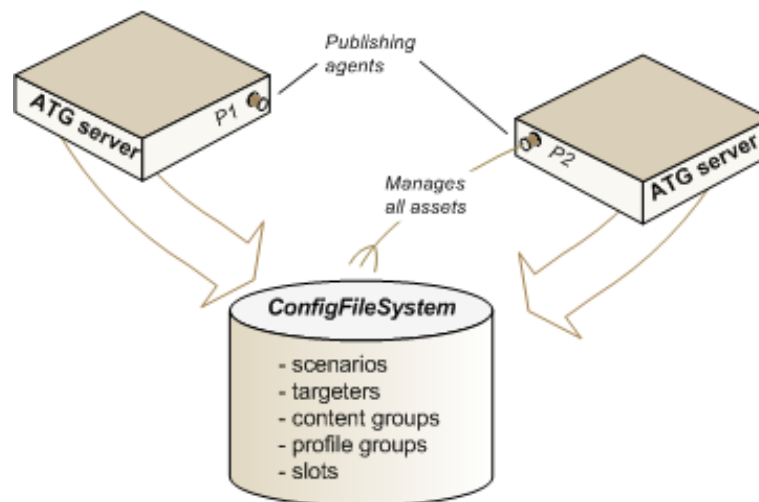 Publishing
agents
ATG server
P1
P2
ATG server
Manages
all assets
ConfigFileSystem
- scenarios
- targeters
- content groups
- profile groups
- slots